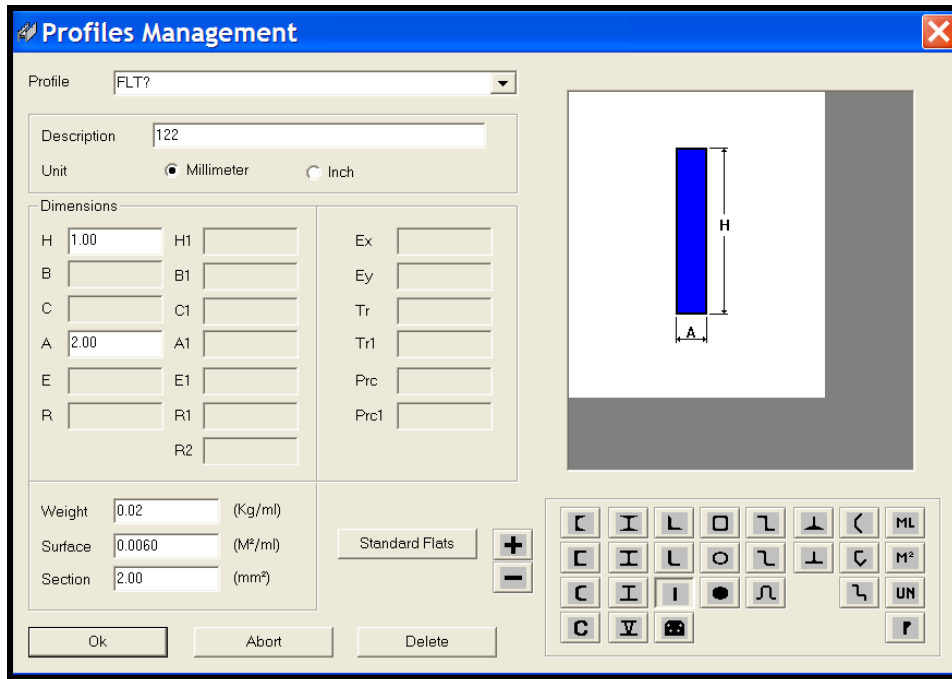 Profiles Management
Profile FLT?
Description 122
Unit Millimeter Inch
Dimensions
H 1.00 H1 Ex
B B1 Ey
C C1 Tr
A 2.00 A1 Tr1
E E1 Prc
R R1 Prc1
R2
Weight 0.02 (Kg/ml)
Surface 0.0060 (M²/ml)
Section 2.00 (mm²)
Standard Flats
+
−
Ok Abort Delete
H
A
ML
M²
UN